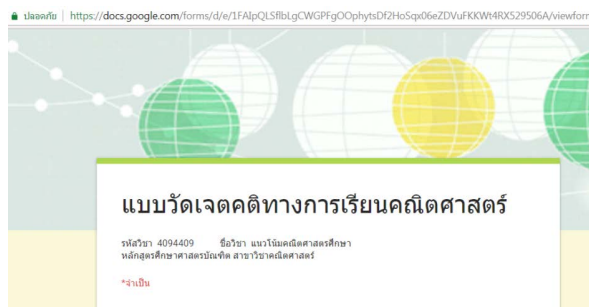 ปลอดภัย | https://docs.google.com/forms/d/e/1FAIpQLSflbLgCWGPFgOOphytsDf2HoSqx06eZDVuFKKWt4RX529506A/viewform
แบบวัดเจตคติทางการเรียนคณิตศาสตร์
รหัสวิชา 4094409 ชื่อวิชา แนวโน้มคณิตศาสตรศึกษา
หลักสูตรศึกษาศาสตรบัณฑิต สาขาวิชาคณิตศาสตร์
*จำเป็น